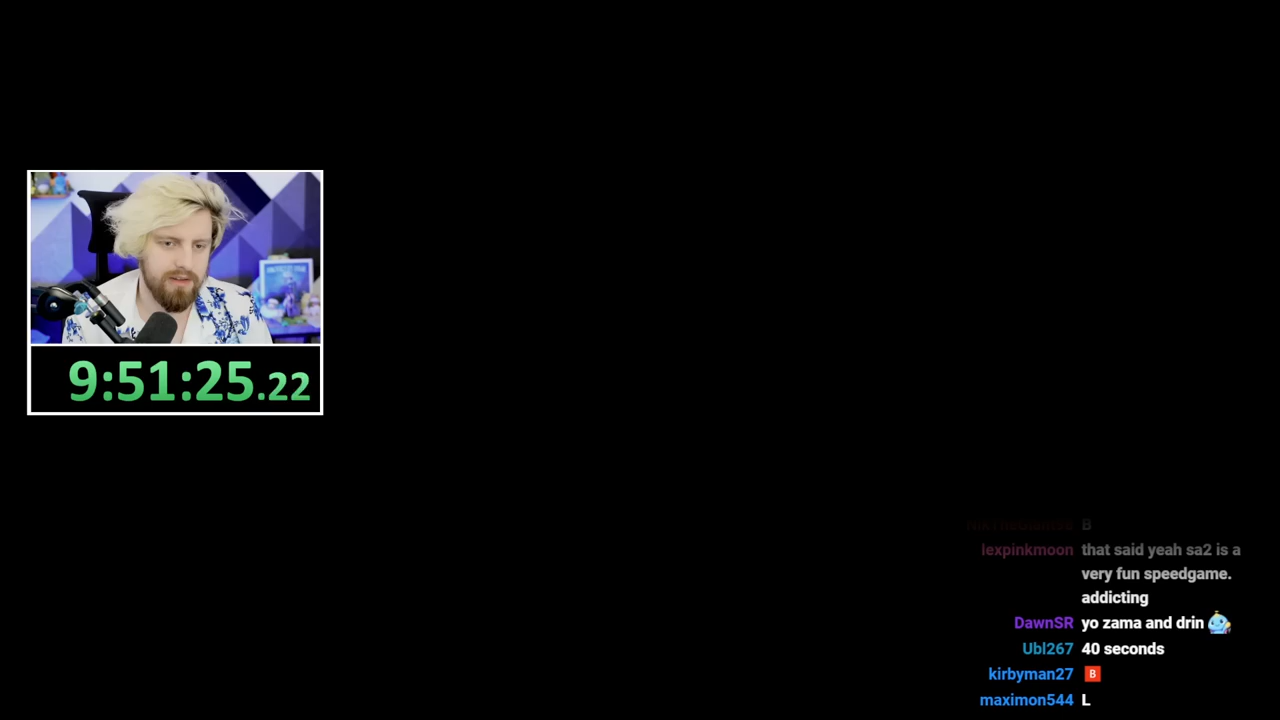 9:51:25.22
B
lexpinkmoon that said yeah sa2 is a
very fun speedgame.
addicting
DawnSR yo zama and drin
Ubl267 40 seconds
kirbyman27 B
maximon544 L